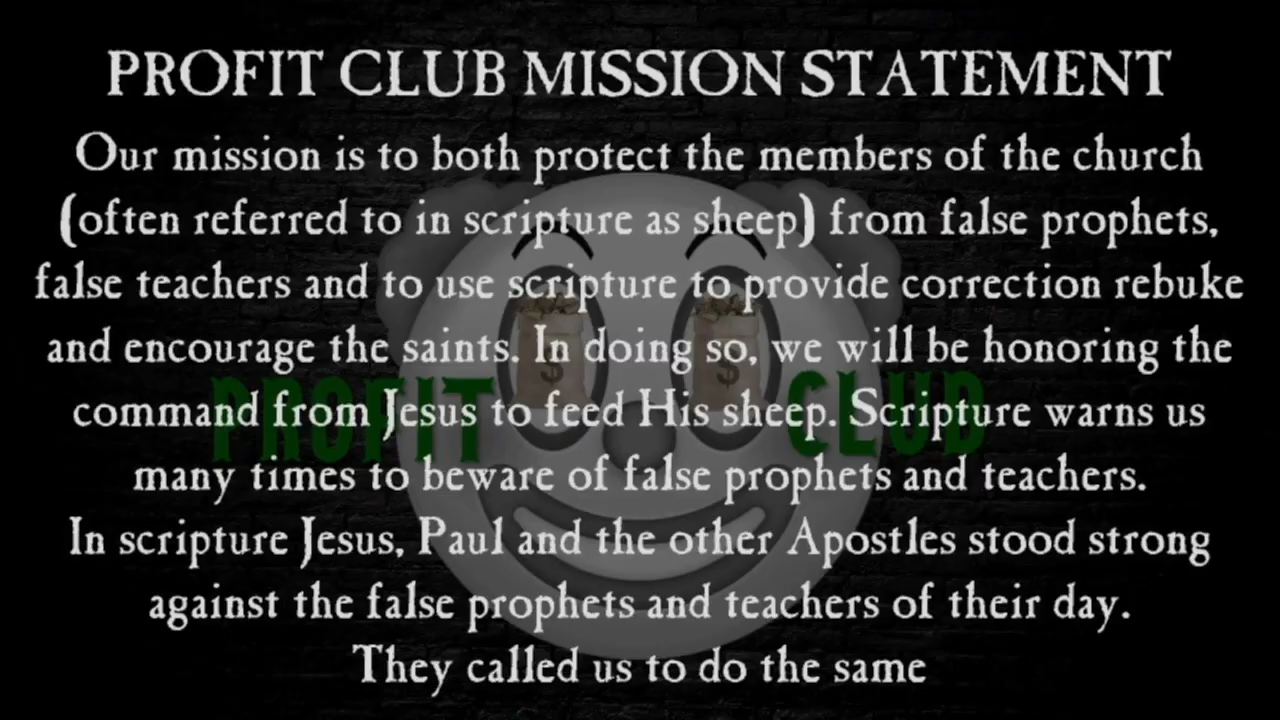 PROFIT CLUB MISSION STATEMENT
Our mission is to both protect the members of the church
(often referred to in scripture as sheep) from false prophets,
false teachers and to use scripture to provide correction rebuke
and encourage the saints. In doing so, we will be honoring the
command from Jesus to feed His sheep. Scripture warns us
many times to beware of false prophets and teachers.
In scripture Jesus, Paul and the other Apostles stood strong
against the false prophets and teachers of their day.
They called us to do the same
PROFIT CLUB
$ $